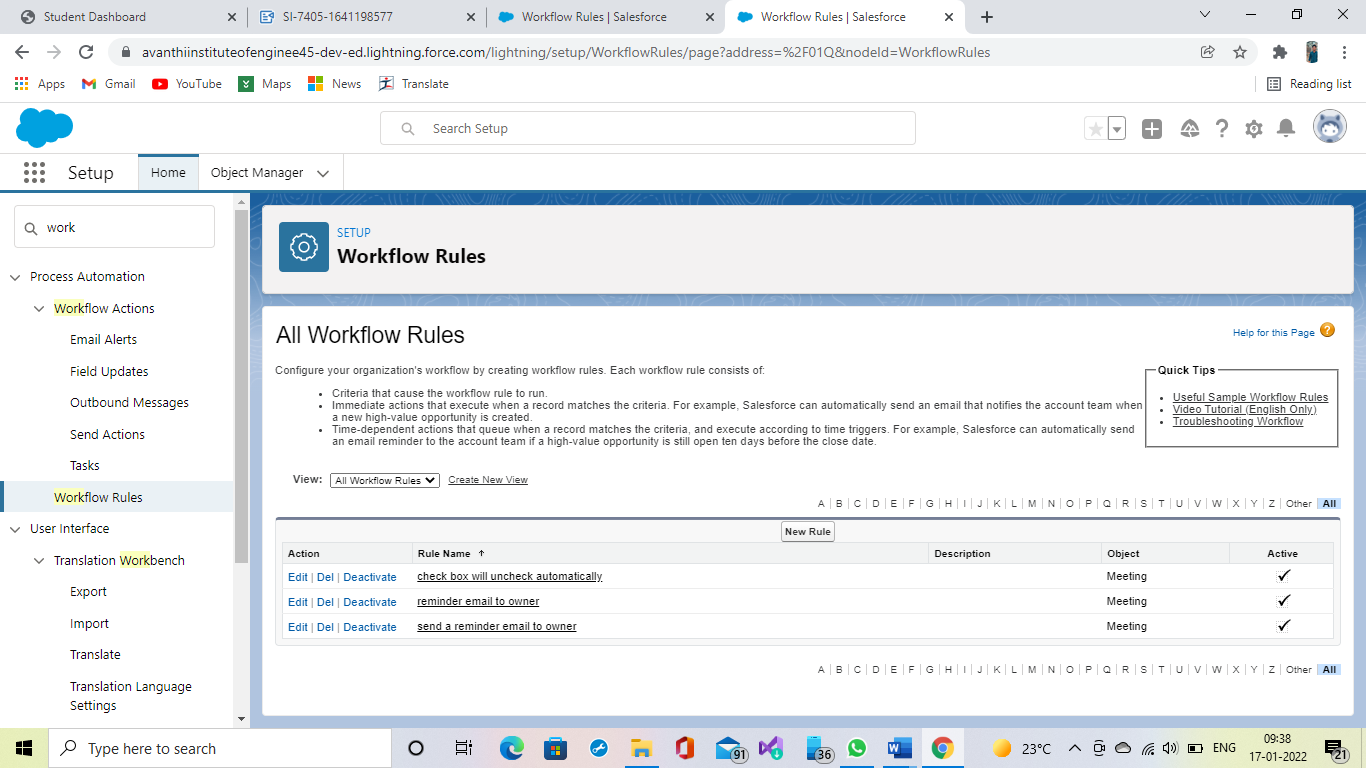 Student Dashboard
SI-7405-1641198577
Workflow Rules | Salesforce
Workflow Rules | Salesforce
avanthiinstituteofenginee45-dev-ed.lightning.force.com/lightning/setup/WorkflowRules/page?address=%2F01Q&nodeId=WorkflowRules
Apps
Gmail
YouTube
Maps
News
Translate
Reading list
Search Setup
Setup
Home
Object Manager
work
Process Automation
Workflow Actions
Email Alerts
Field Updates
Outbound Messages
Send Actions
Tasks
Workflow Rules
User Interface
Translation Workbench
Export
Import
Translate
Translation Language
Settings
SETUP
Workflow Rules
All Workflow Rules
Help for this Page ?
Configure your organization's workflow by creating workflow rules. Each workflow rule consists of:
• Criteria that cause the workflow rule to run.
• Immediate actions that execute when a record matches the criteria. For example, Salesforce can automatically send an email that notifies the account team when
a new high-value opportunity is created.
• Time-dependent actions that queue when a record matches the criteria, and execute according to time triggers. For example, Salesforce can automatically send
an email reminder to the account team if a high-value opportunity is still open ten days before the close date.
Quick Tips
• Useful Sample Workflow Rules
• Video Tutorial (English Only)
• Troubleshooting Workflow
View: All Workflow Rules Create New View
A | B | C | D | E | F | G | H | I | J | K | L | M | N | O | P | Q | R | S | T | U | V | W | X | Y | Z | Other | All
New Rule
Action Rule Name ↑ Description Object Active
Edit | Del | Deactivate check box will uncheck automatically Meeting ✓
Edit | Del | Deactivate reminder email to owner Meeting ✓
Edit | Del | Deactivate send a reminder email to owner Meeting ✓
A | B | C | D | E | F | G | H | I | J | K | L | M | N | O | P | Q | R | S | T | U | V | W | X | Y | Z | Other | All
Type here to search
91
36
23°C
ENG
09:38
17-01-2022
21